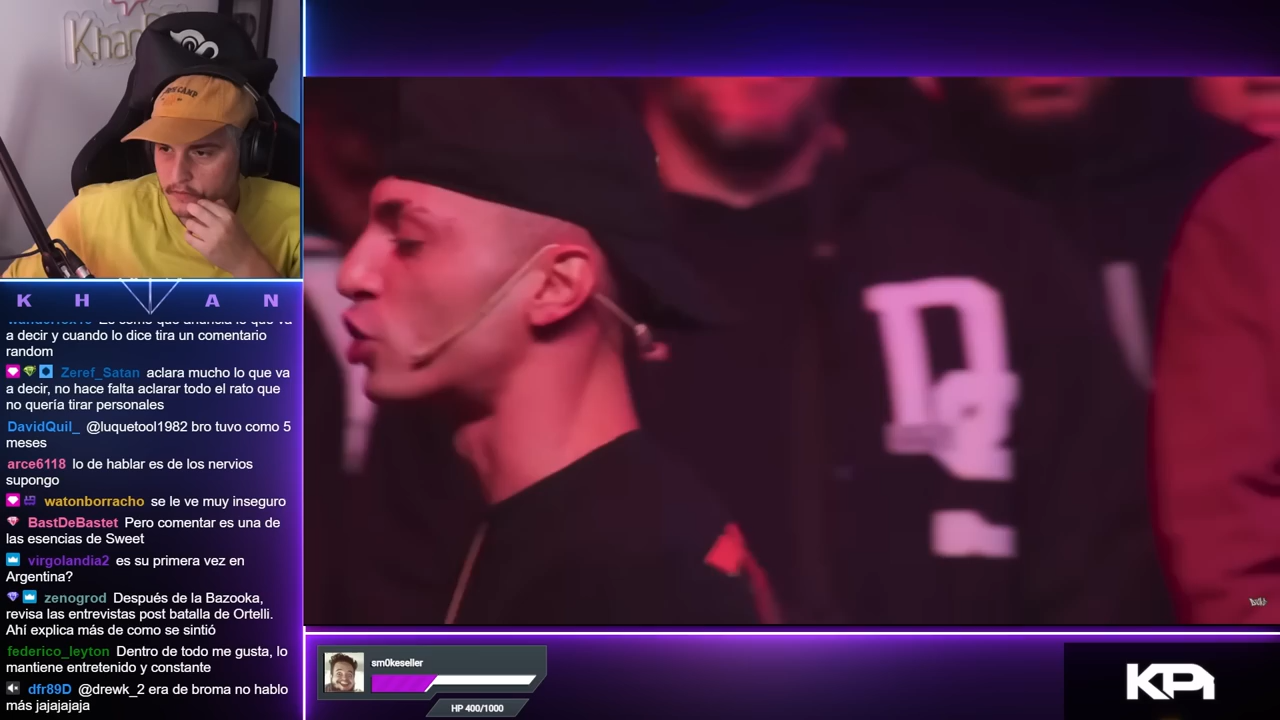 Khan
CAMP
K H A N
a decir y cuando lo dice tira un comentario
random
Zeref_Satan aclara mucho lo que va
a decir, no hace falta aclarar todo el rato que
no quería tirar personales
DavidQuil_ @luquetool1982 bro tuvo como 5
meses
arce6118 lo de hablar es de los nervios
supongo
watonborracho se le ve muy inseguro
BastDeBastet Pero comentar es una de
las esencias de Sweet
virgolandia2 es su primera vez en
Argentina?
zenogrod Después de la Bazooka,
revisa las entrevistas post batalla de Ortelli.
Ahí explica más de como se sintió
federico_leyton Dentro de todo me gusta, lo
mantiene entretenido y constante
dfr89D @drewk_2 era de broma no hablo
más jajajajaja
sm0keseller
HP 400/1000